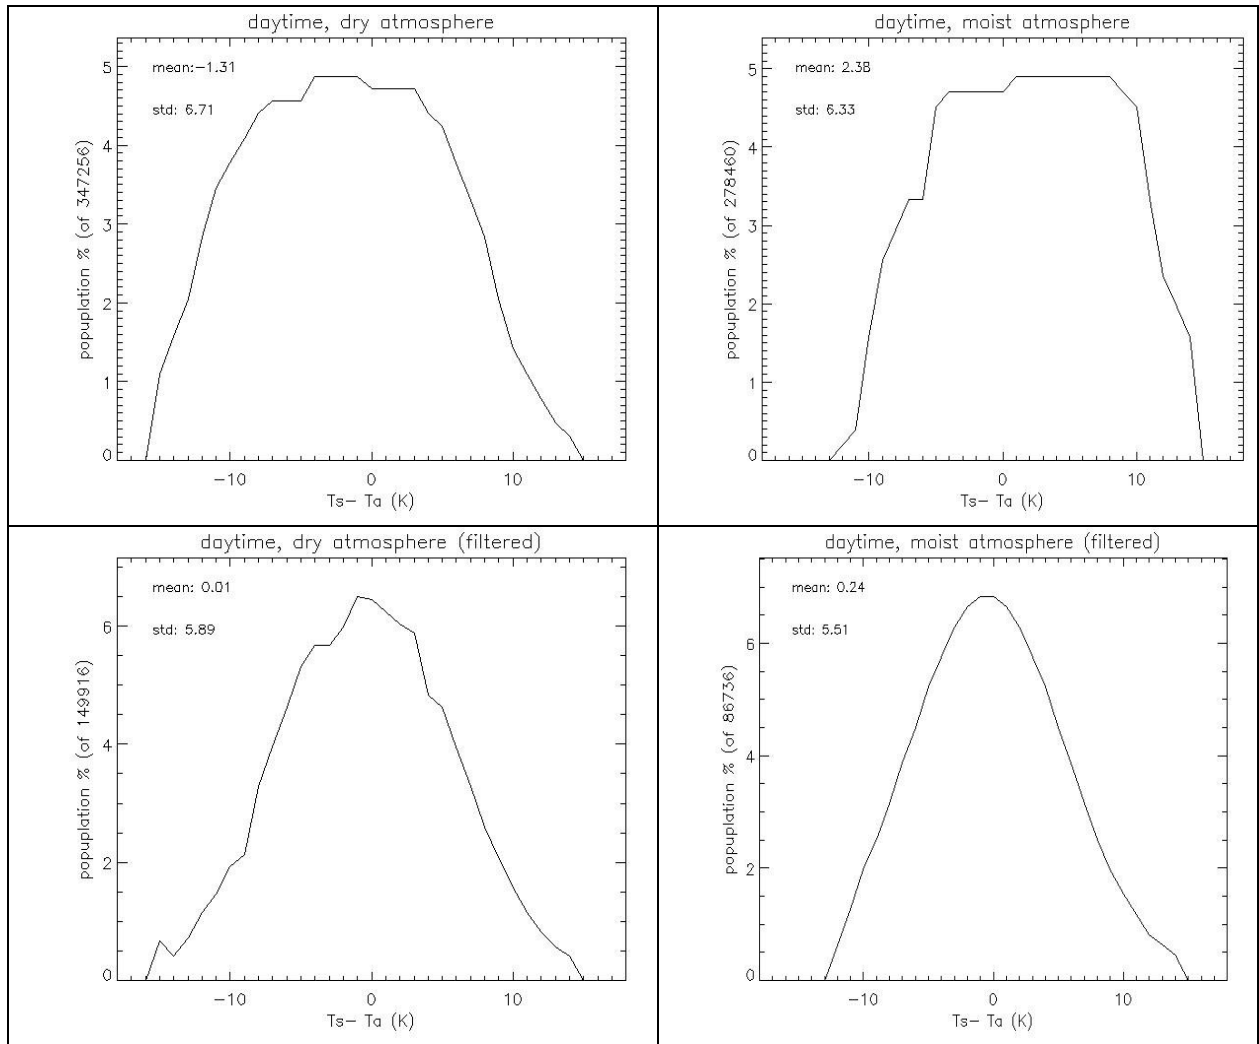 daytime, dry atmosphere
mean:−1.31
std: 6.71
popuplation % (of 347256)
5
4
3
2
1
0
−10
0
10
Ts− Ta (K)
daytime, moist atmosphere
mean: 2.38
std: 6.33
popuplation % (of 278460)
5
4
3
2
1
0
−10
0
10
Ts− Ta (K)
daytime, dry atmosphere (filtered)
mean: 0.01
std: 5.89
popuplation % (of 149916)
6
4
2
0
−10
0
10
Ts− Ta (K)
daytime, moist atmosphere (filtered)
mean: 0.24
std: 5.51
popuplation % (of 86736)
6
4
2
0
−10
0
10
Ts− Ta (K)